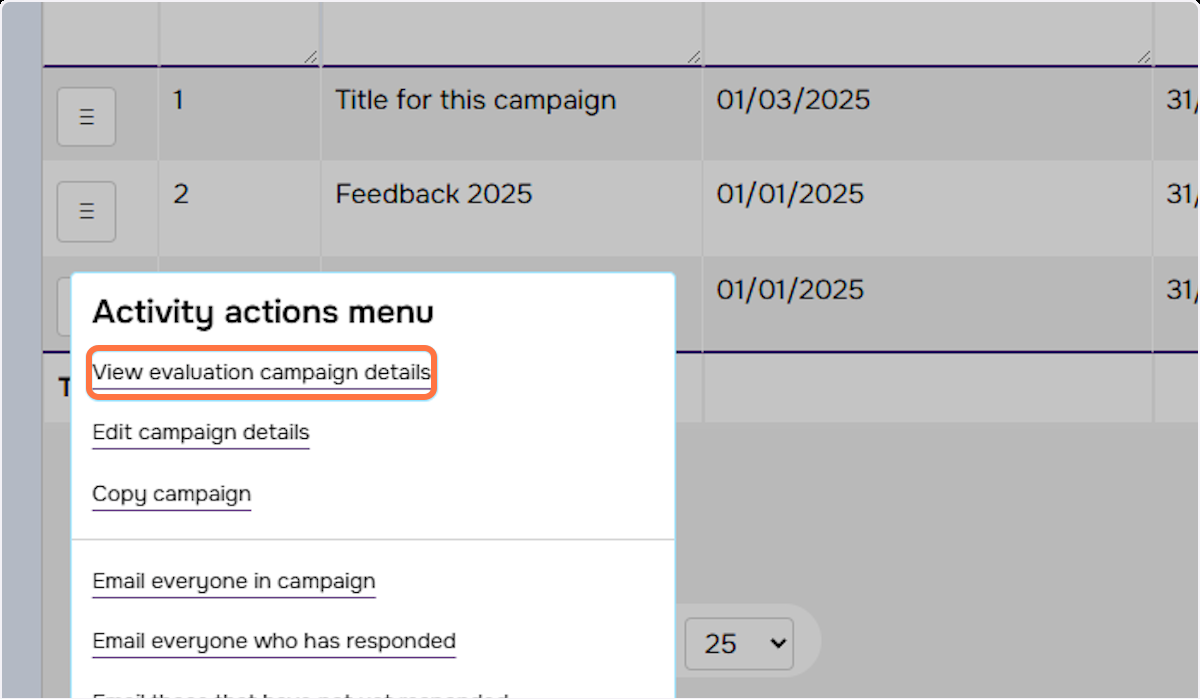 1 Title for this campaign 01/03/2025 31/
2 Feedback 2025 01/01/2025 31/
01/01/2025 31/
Activity actions menu
T
View evaluation campaign details
Edit campaign details
Copy campaign
Email everyone in campaign
Email everyone who has responded
25